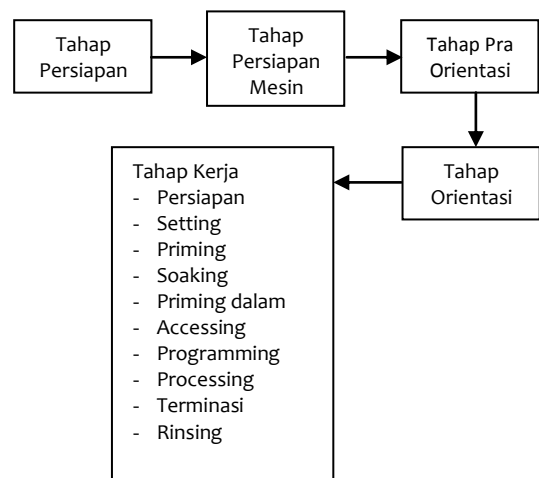 Tahap
Persiapan
Tahap
Persiapan
Mesin
Tahap Pra
Orientasi
Tahap
Orientasi
Tahap Kerja
- Persiapan
- Setting
- Priming
- Soaking
- Priming dalam
- Accessing
- Programming
- Processing
- Terminasi
- Rinsing